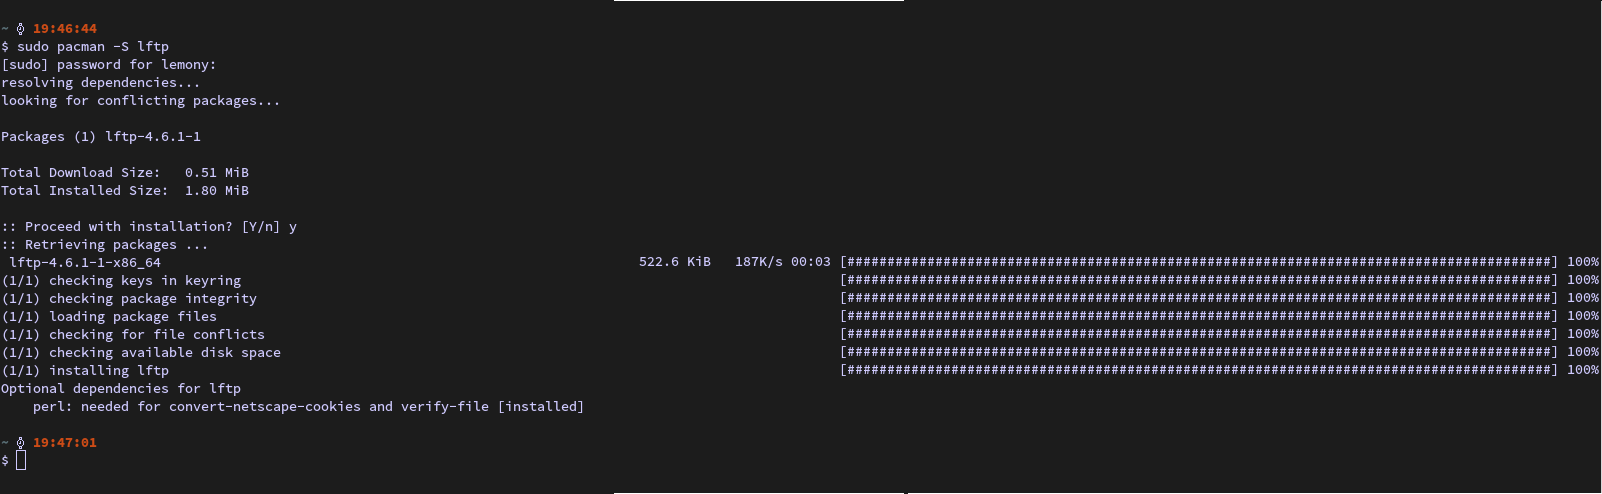 ~ ⌚ 19:46:44
$ sudo pacman -S lftp
[sudo] password for lemony:
resolving dependencies...
looking for conflicting packages...
Packages (1) lftp-4.6.1-1
Total Download Size:   0.51 MiB
Total Installed Size:  1.80 MiB
:: Proceed with installation? [Y/n] y
:: Retrieving packages ...
 lftp-4.6.1-1-x86_64   522.6 KiB   187K/s 00:03 [########################################################################################] 100%
(1/1) checking keys in keyring [########################################################################################] 100%
(1/1) checking package integrity [########################################################################################] 100%
(1/1) loading package files [########################################################################################] 100%
(1/1) checking for file conflicts [########################################################################################] 100%
(1/1) checking available disk space [########################################################################################] 100%
(1/1) installing lftp [########################################################################################] 100%
Optional dependencies for lftp
    perl: needed for convert-netscape-cookies and verify-file [installed]
~ ⌚ 19:47:01
$